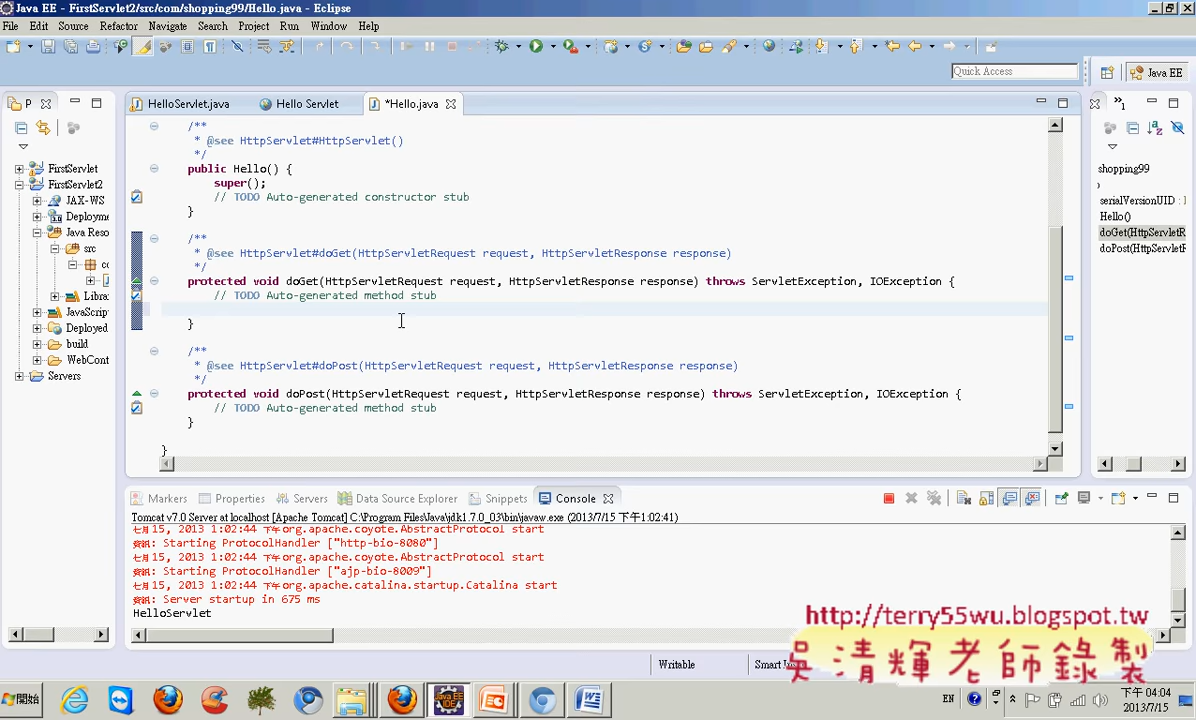 Java EE - FirstServlet2/src/com/shopping99/Hello.java - Eclipse
File Edit Source Refactor Navigate Search Project Run Window Help
Quick Access
Java EE
P
HelloServlet.java
Hello Servlet
*Hello.java
/**
* @see HttpServlet#HttpServlet()
*/
public Hello() {
super();
// TODO Auto-generated constructor stub
}
/**
* @see HttpServlet#doGet(HttpServletRequest request, HttpServletResponse response)
*/
protected void doGet(HttpServletRequest request, HttpServletResponse response) throws ServletException, IOException {
// TODO Auto-generated method stub
}
/**
* @see HttpServlet#doPost(HttpServletRequest request, HttpServletResponse response)
*/
protected void doPost(HttpServletRequest request, HttpServletResponse response) throws ServletException, IOException {
// TODO Auto-generated method stub
}
}
FirstServlet
FirstServlet2
JAX-WS
Deployme
Java Reso
src
Librar
JavaScrip
Deployed
build
WebCont
Servers
shopping99
serialVersionUID :
Hello()
doGet(HttpServletR
doPost(HttpServletF
Markers Properties Servers Data Source Explorer Snippets Console
Tomcat v7.0 Server at localhost [Apache Tomcat] C:\Program Files\Java\jdk1.7.0_03\bin\javaw.exe (2013/7/15 下午1:02:41)
七月 15, 2013 1:02:44 下午 org.apache.coyote.AbstractProtocol start
資訊: Starting ProtocolHandler ["http-bio-8080"]
七月 15, 2013 1:02:44 下午 org.apache.coyote.AbstractProtocol start
資訊: Starting ProtocolHandler ["ajp-bio-8009"]
七月 15, 2013 1:02:44 下午 org.apache.catalina.startup.Catalina start
資訊: Server startup in 675 ms
HelloServlet
http://terry55wu.blogspot.tw
吳清輝老師錄製
Writable
開始
EN
下午 04:04
2013/7/15